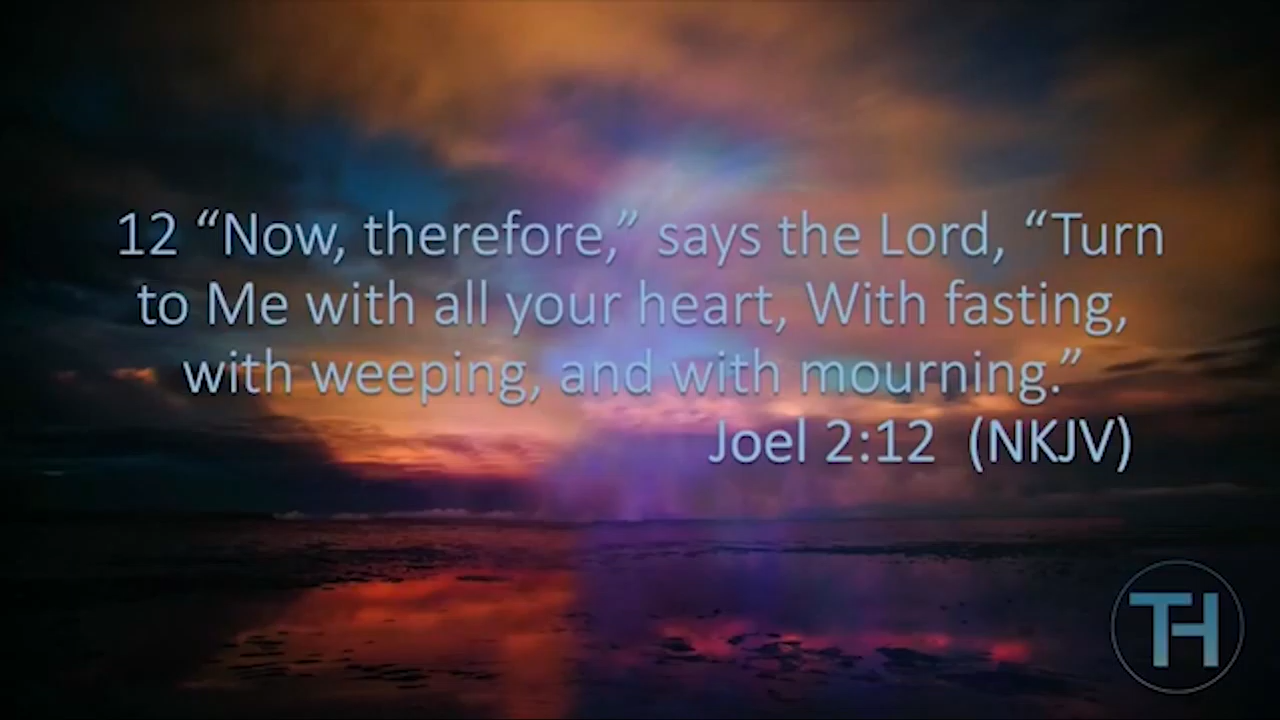 12 “Now, therefore,” says the Lord, “Turn
to Me with all your heart, With fasting,
with weeping, and with mourning.”
Joel 2:12 (NKJV)
TH